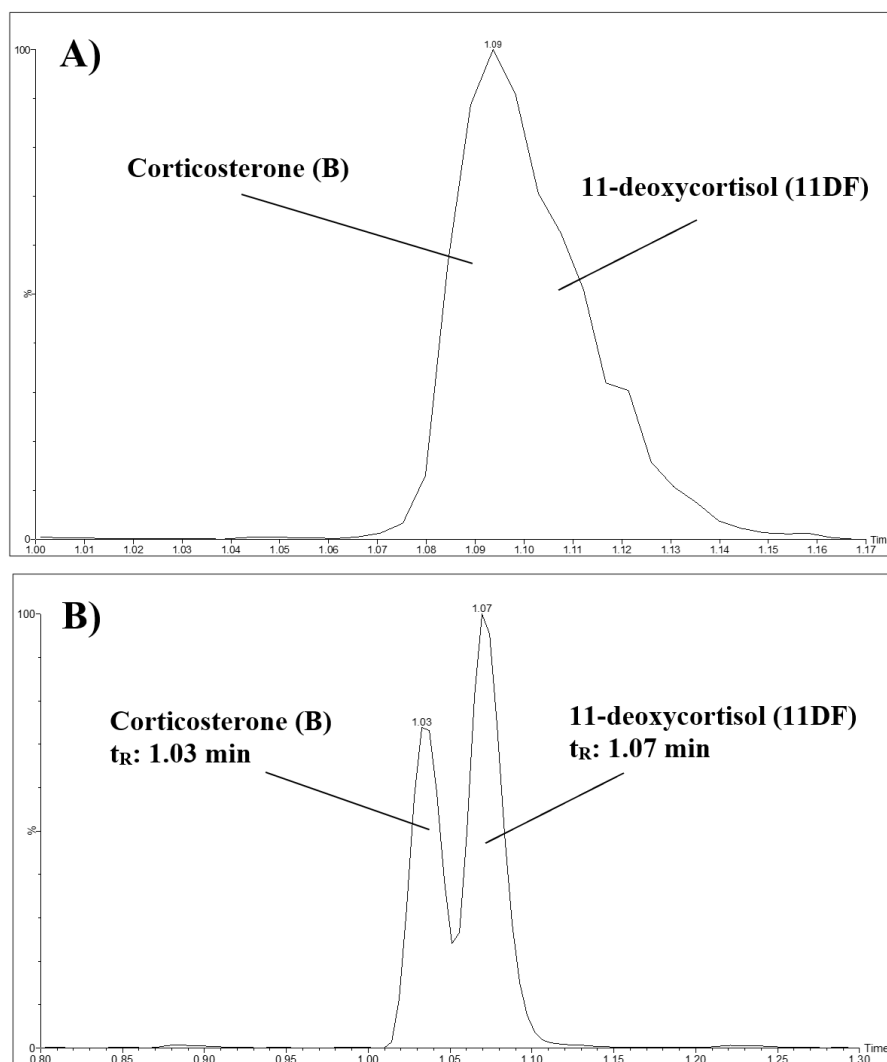 A)
1.09
100
Corticosterone (B)
11-deoxycortisol (11DF)
%
0
1.00 1.01 1.02 1.03 1.04 1.05 1.06 1.07 1.08 1.09 1.10 1.11 1.12 1.13 1.14 1.15 1.16 1.17
Time
B)
1.07
100
Corticosterone (B)
tR: 1.03 min
1.03
11-deoxycortisol (11DF)
tR: 1.07 min
%
0
0.80 0.85 0.90 0.95 1.00 1.05 1.10 1.15 1.20 1.25 1.30
Time